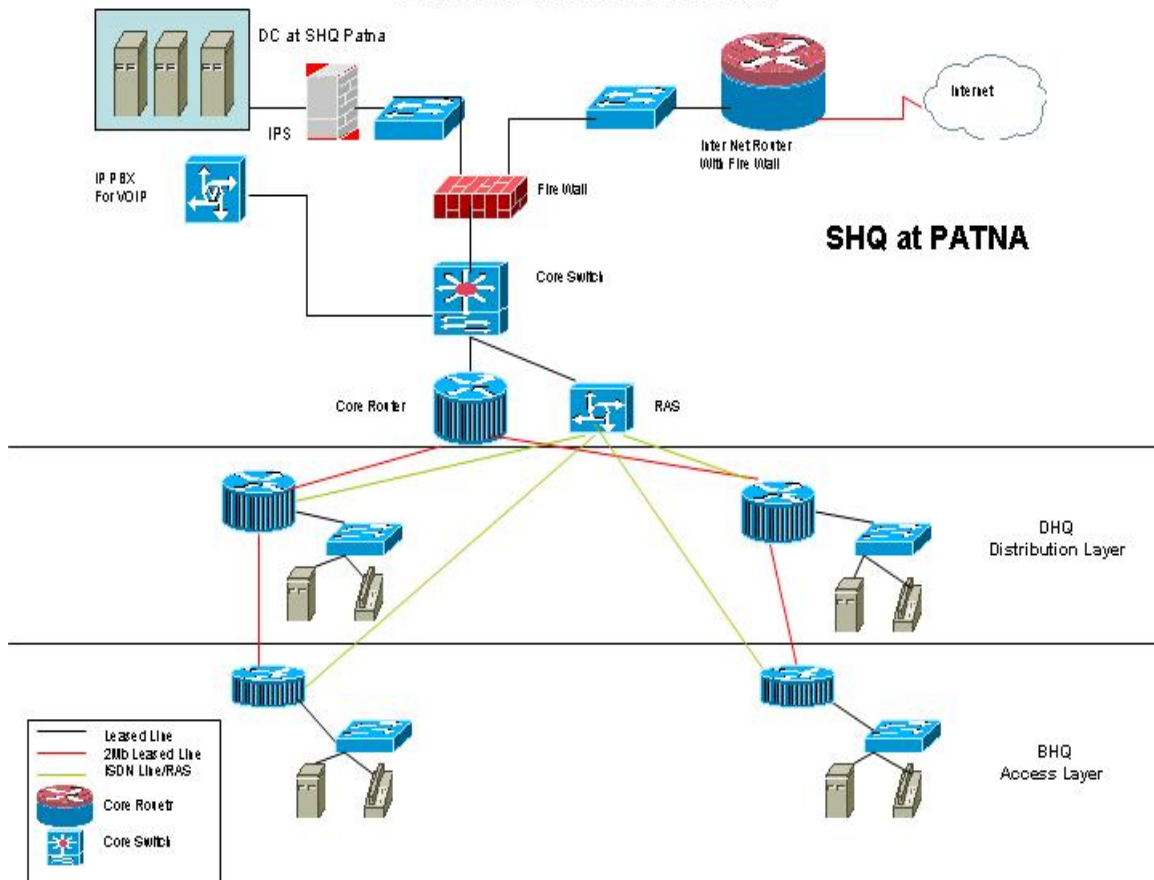 DC at SHQ Patna
IPS
IP PBX
For VOIP
Inter Net Router
With Fire Wall
Internet
Fire Wall
SHQ at PATNA
Core Switch
Core Router
RAS
DHQ
Distribution Layer
BHQ
Access Layer
Leased Line
2Mb Leased Line
ISDN Line/RAS
Core Rouetr
Core Switch